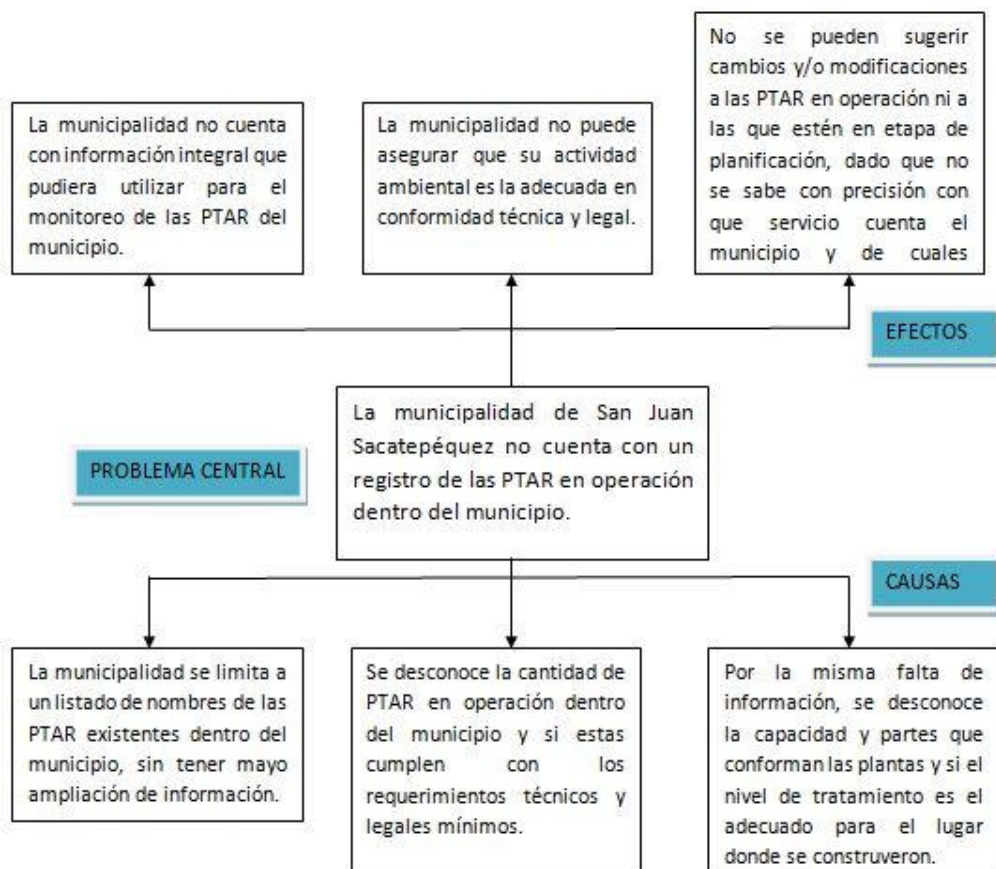 La municipalidad no cuenta
con información integral que
pudiera utilizar para el
monitoreo de las PTAR del
municipio.
La municipalidad no puede
asegurar que su actividad
ambiental es la adecuada en
conformidad técnica y legal.
No se pueden sugerir
cambios y/o modificaciones
a las PTAR en operación ni a
las que estén en etapa de
planificación, dado que no
se sabe con precisión con
que servicio cuenta el
municipio y de cuales
EFECTOS
La municipalidad de San Juan
Sacatepéquez no cuenta con un
registro de las PTAR en operación
dentro del municipio.
PROBLEMA CENTRAL
CAUSAS
La municipalidad se limita a
un listado de nombres de las
PTAR existentes dentro del
municipio, sin tener mayo
ampliación de información.
Se desconoce la cantidad de
PTAR en operación dentro
del municipio y si estas
cumplen con los
requerimientos técnicos y
legales mínimos.
Por la misma falta de
información, se desconoce
la capacidad y partes que
conforman las plantas y si el
nivel de tratamiento es el
adecuado para el lugar
donde se construyeron.